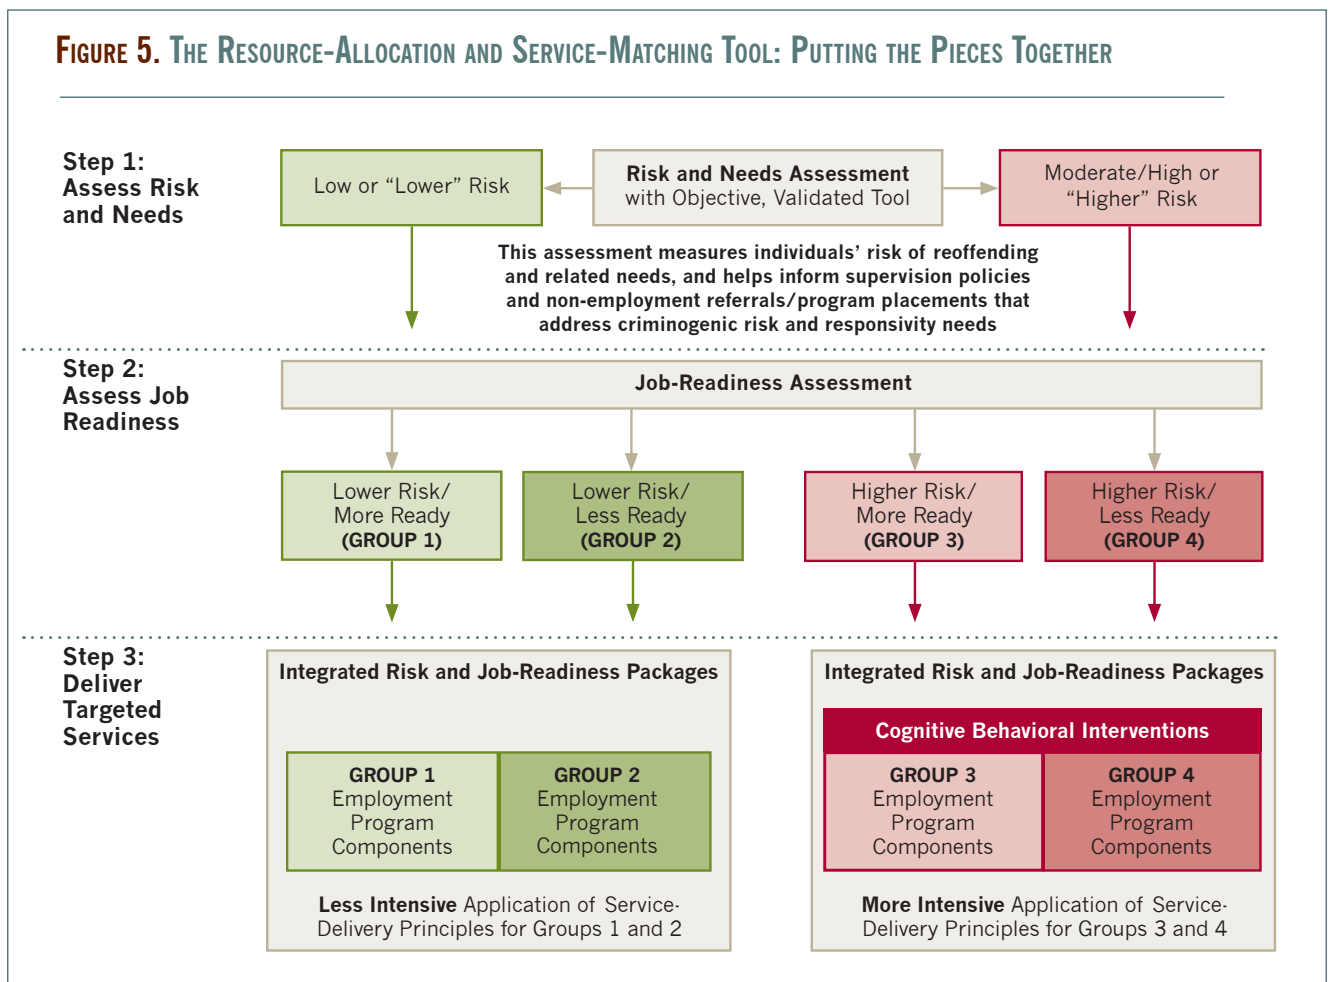 FIGURE 5. THE RESOURCE-ALLOCATION AND SERVICE-MATCHING TOOL: PUTTING THE PIECES TOGETHER
Step 1:
Assess Risk
and Needs
Low or “Lower” Risk
Risk and Needs Assessment
with Objective, Validated Tool
Moderate/High or
“Higher” Risk
This assessment measures individuals’ risk of reoffending
and related needs, and helps inform supervision policies
and non-employment referrals/program placements that
address criminogenic risk and responsivity needs
Step 2:
Assess Job
Readiness
Job-Readiness Assessment
Lower Risk/
More Ready
(GROUP 1)
Lower Risk/
Less Ready
(GROUP 2)
Higher Risk/
More Ready
(GROUP 3)
Higher Risk/
Less Ready
(GROUP 4)
Step 3:
Deliver
Targeted
Services
Integrated Risk and Job-Readiness Packages
GROUP 1
Employment
Program
Components
GROUP 2
Employment
Program
Components
Less Intensive Application of Service-
Delivery Principles for Groups 1 and 2
Integrated Risk and Job-Readiness Packages
Cognitive Behavioral Interventions
GROUP 3
Employment
Program
Components
GROUP 4
Employment
Program
Components
More Intensive Application of Service-
Delivery Principles for Groups 3 and 4